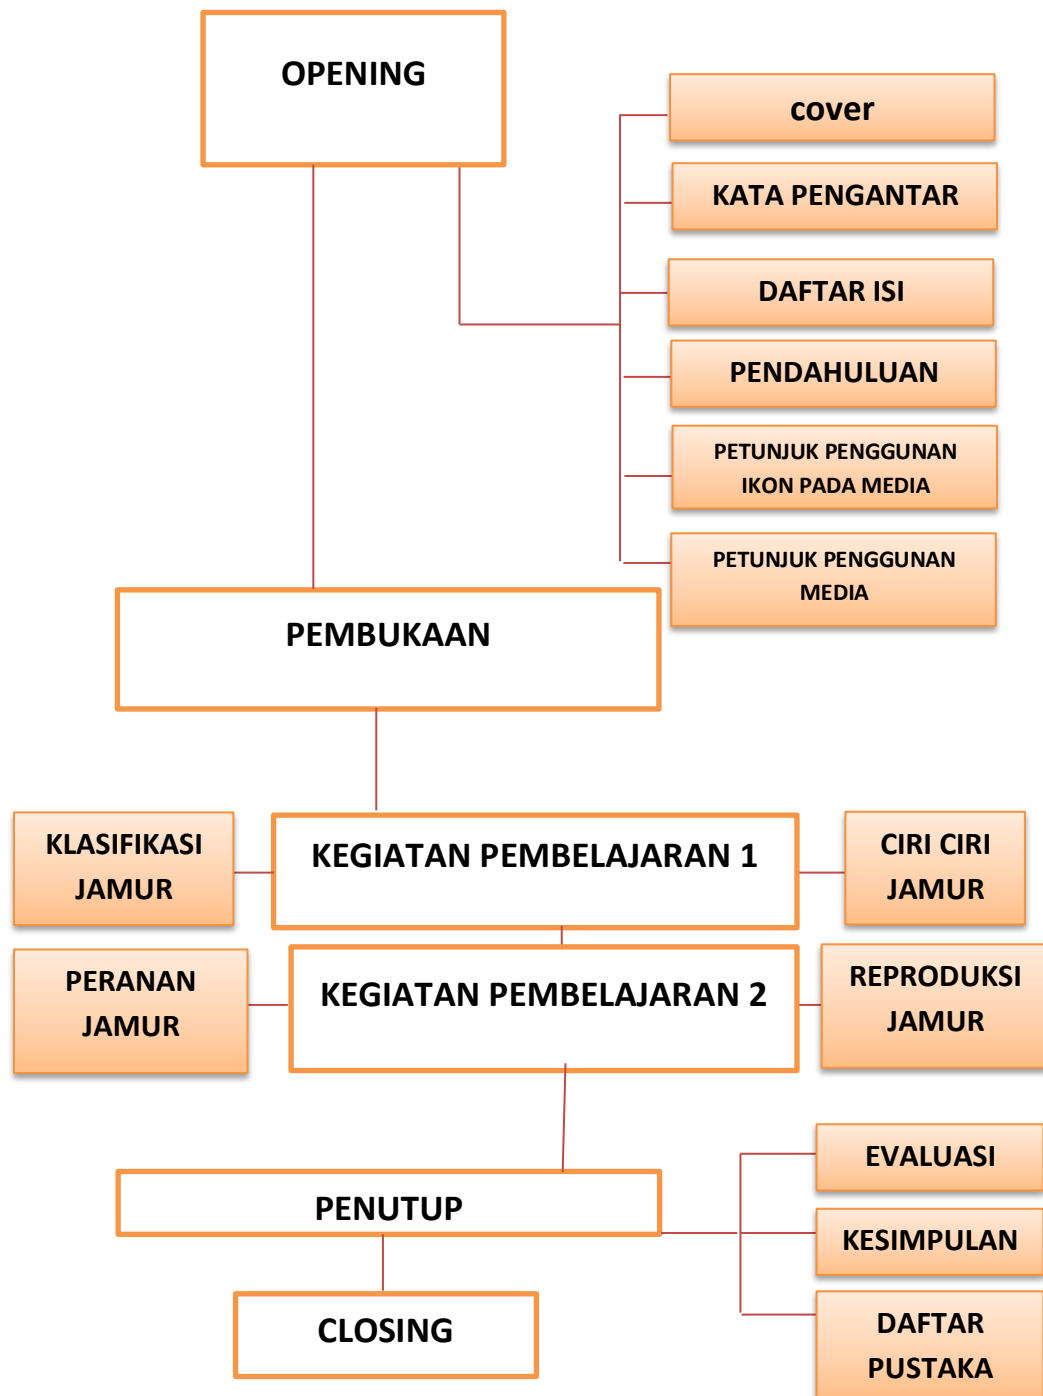 OPENING
cover
KATA PENGANTAR
DAFTAR ISI
PENDAHULUAN
PETUNJUK PENGGUNAN
IKON PADA MEDIA
PETUNJUK PENGGUNAN
MEDIA
PEMBUKAAN
KLASIFIKASI
JAMUR
KEGIATAN PEMBELAJARAN 1
CIRI CIRI
JAMUR
PERANAN
JAMUR
KEGIATAN PEMBELAJARAN 2
REPRODUKSI
JAMUR
PENUTUP
EVALUASI
KESIMPULAN
DAFTAR
PUSTAKA
CLOSING